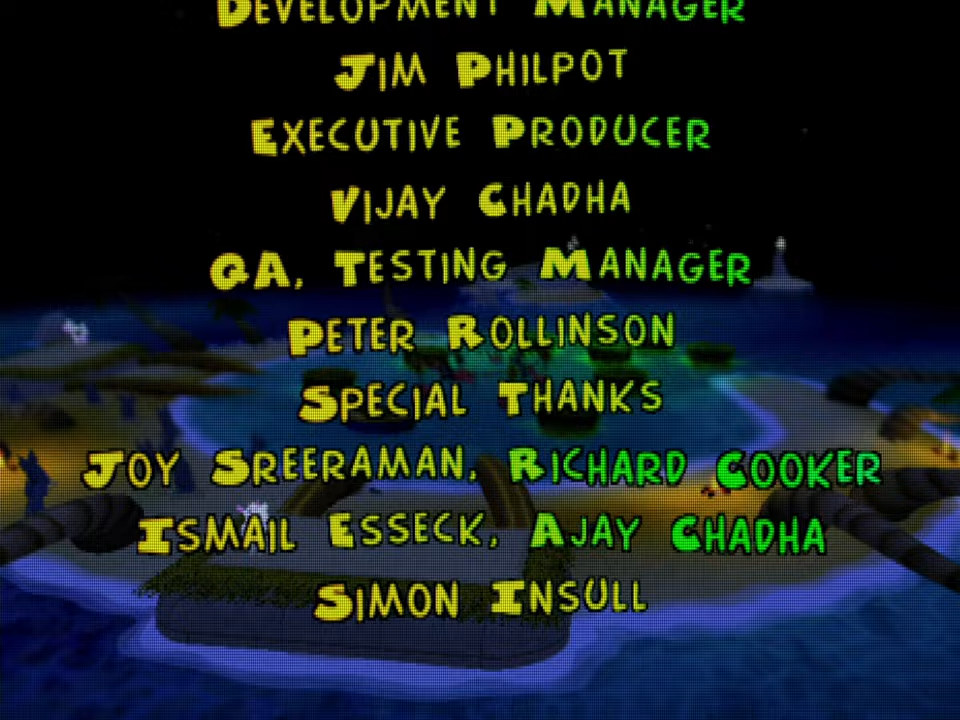 Development Manager
Jim Philpot
Executive Producer
Vijay Chadha
QA, Testing Manager
Peter Rollinson
Special Thanks
Joy Sreeraman, Richard Cooker
Ismail Esseck, Ajay Chadha
Simon Insull